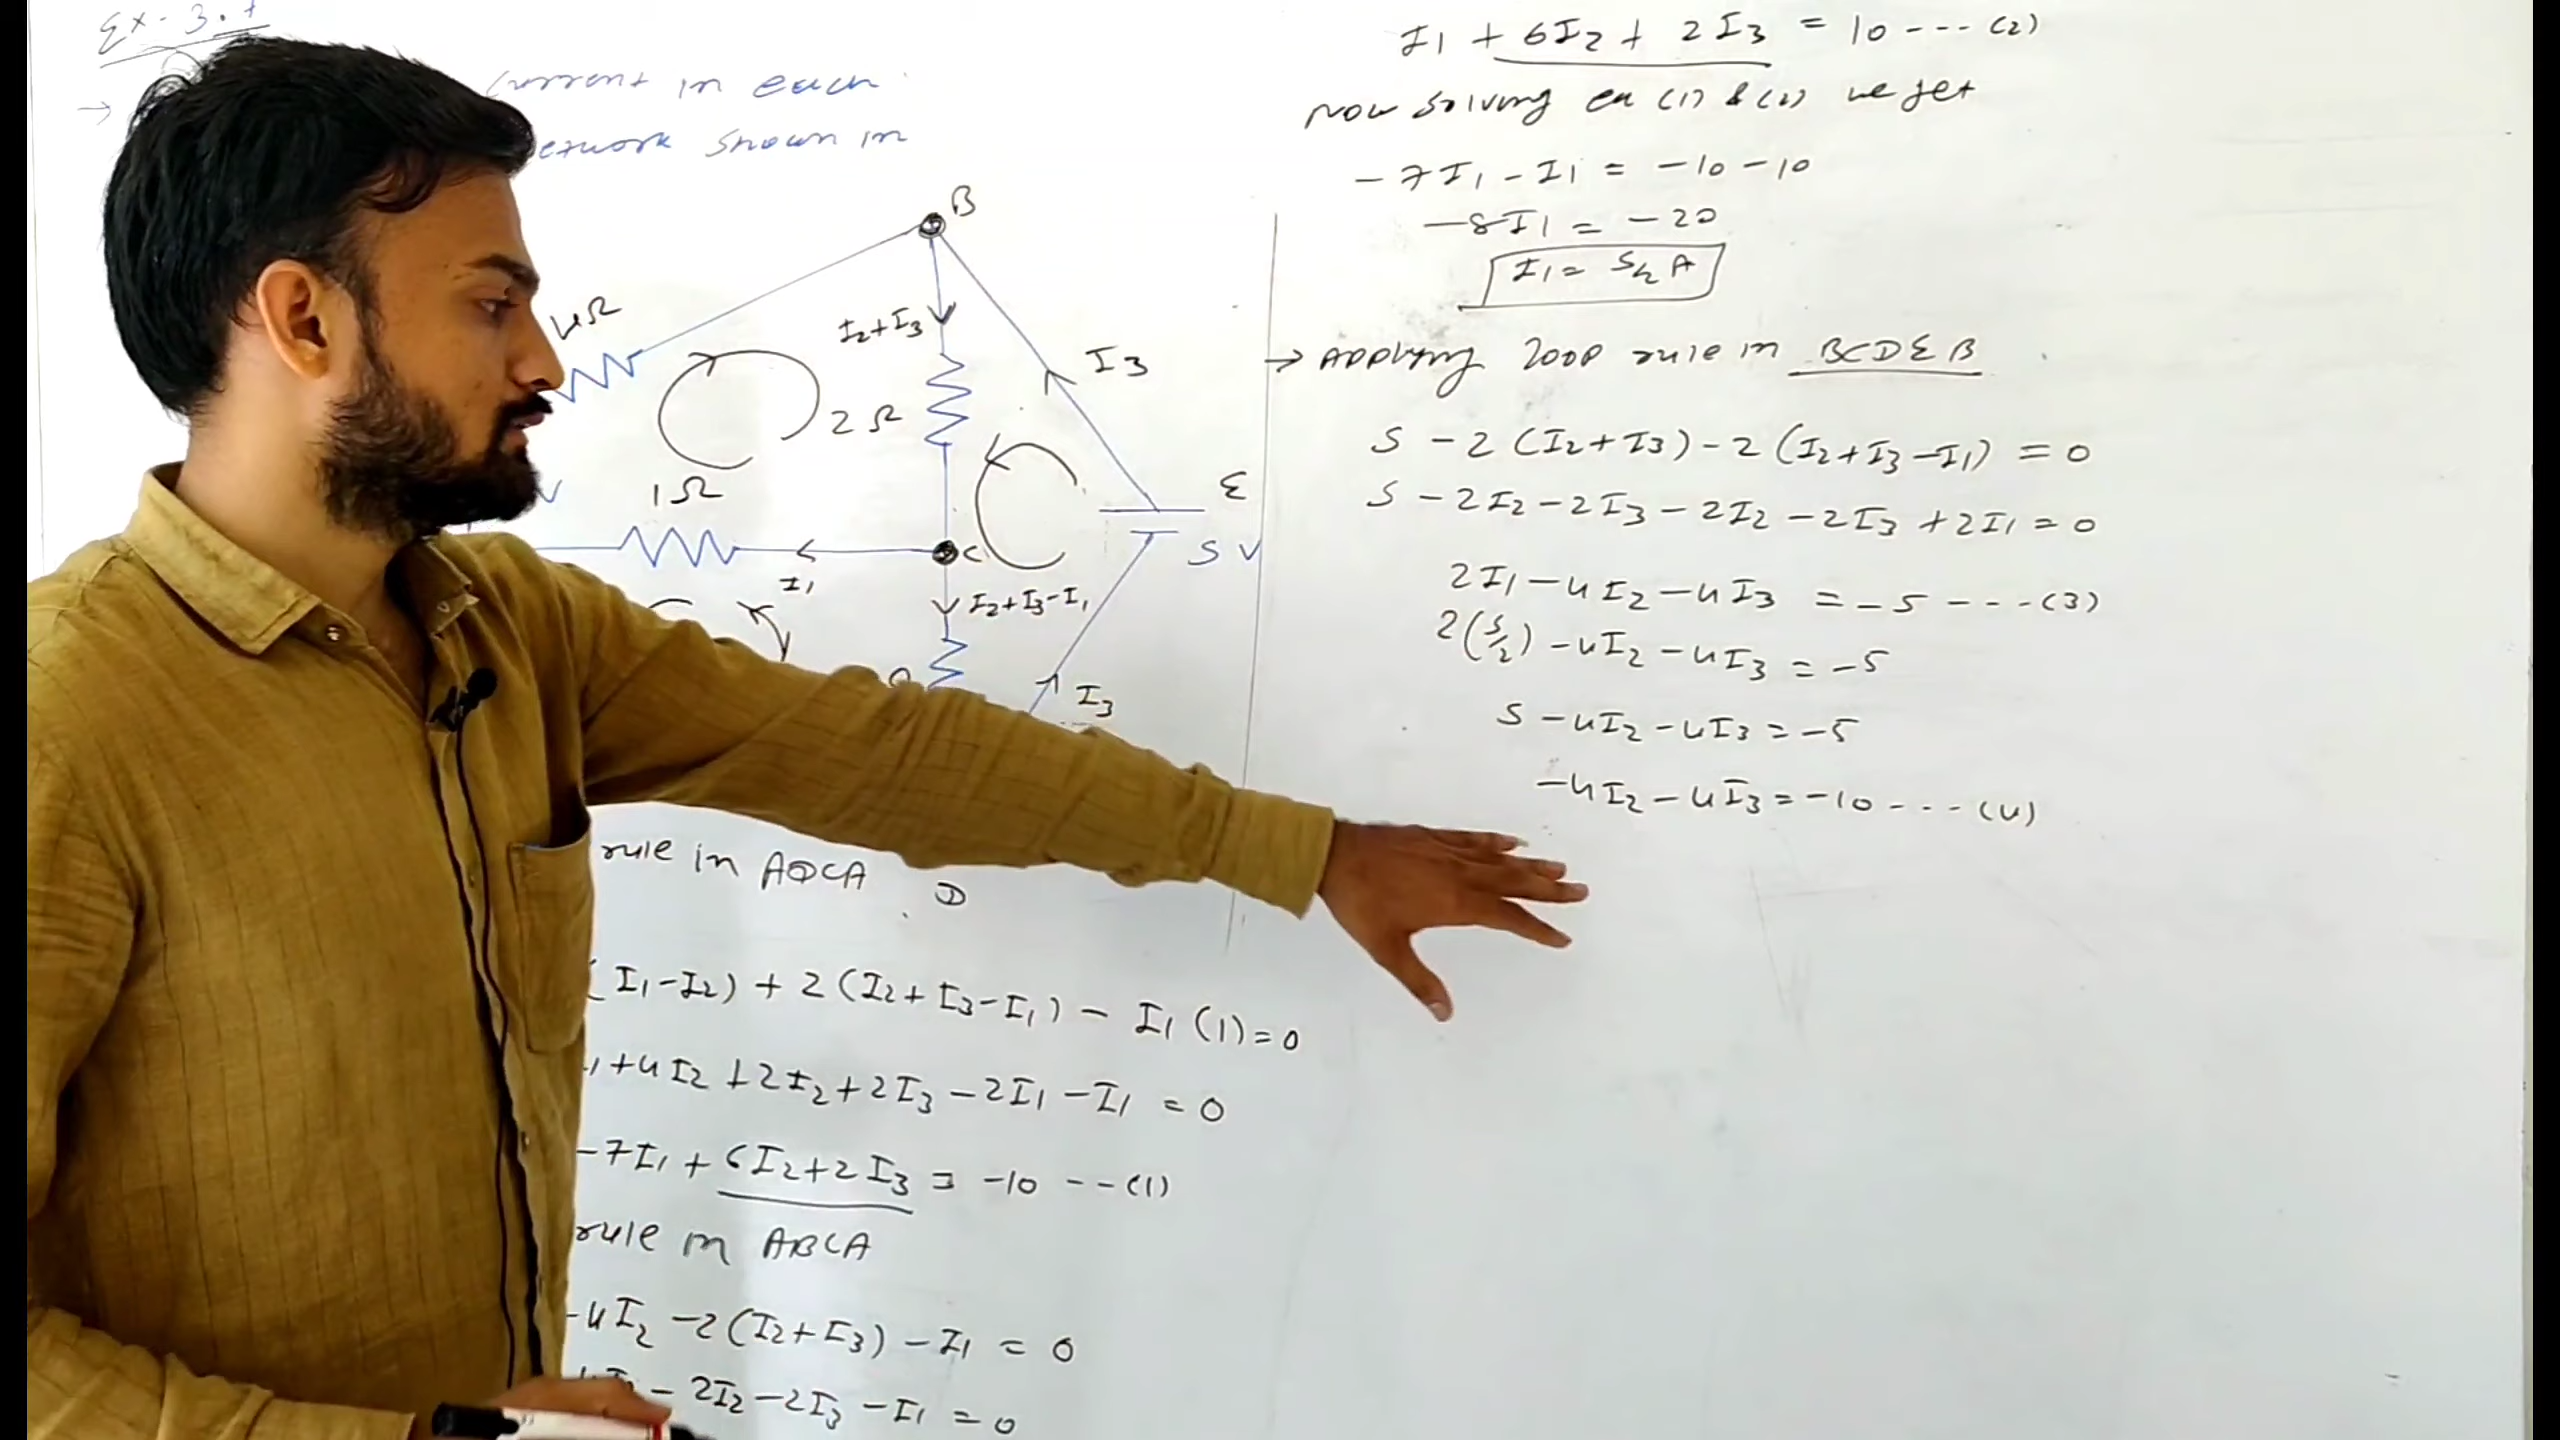 Ex - 3.7
→
current in each
network shown in
B
4Ω
I2+I3
I3
2Ω
1Ω
E
5 V
C
I1
I2+I3-I1
I3
rule in ADCA
D
(I1-I2) + 2(I2+I3-I1) - I1(1) = 0
+4I2 +2I2+2I3-2I1-I1 = 0
-7I1 + 6I2+2I3 = -10 --(1)
rule in ABCA
-4I2 -2(I2+I3) -I1 = 0
4I2 - 2I2 -2I3 -I1 = 0
I1 + 6I2 + 2I3 = 10 --- (2)
Now solving eq (1) & (2) we get
-7I1 - I1 = -10 -10
-8I1 = -20
I1 = 5/2 A
→ Applying loop rule in BCDEB
5 - 2(I2+I3) - 2(I2+I3-I1) = 0
5 - 2I2 - 2I3 - 2I2 - 2I3 + 2I1 = 0
2I1 - 4I2 - 4I3 = -5 ---(3)
2(5/2) - 4I2 - 4I3 = -5
5 - 4I2 - 4I3 = -5
-4I2 - 4I3 = -10 --- (4)